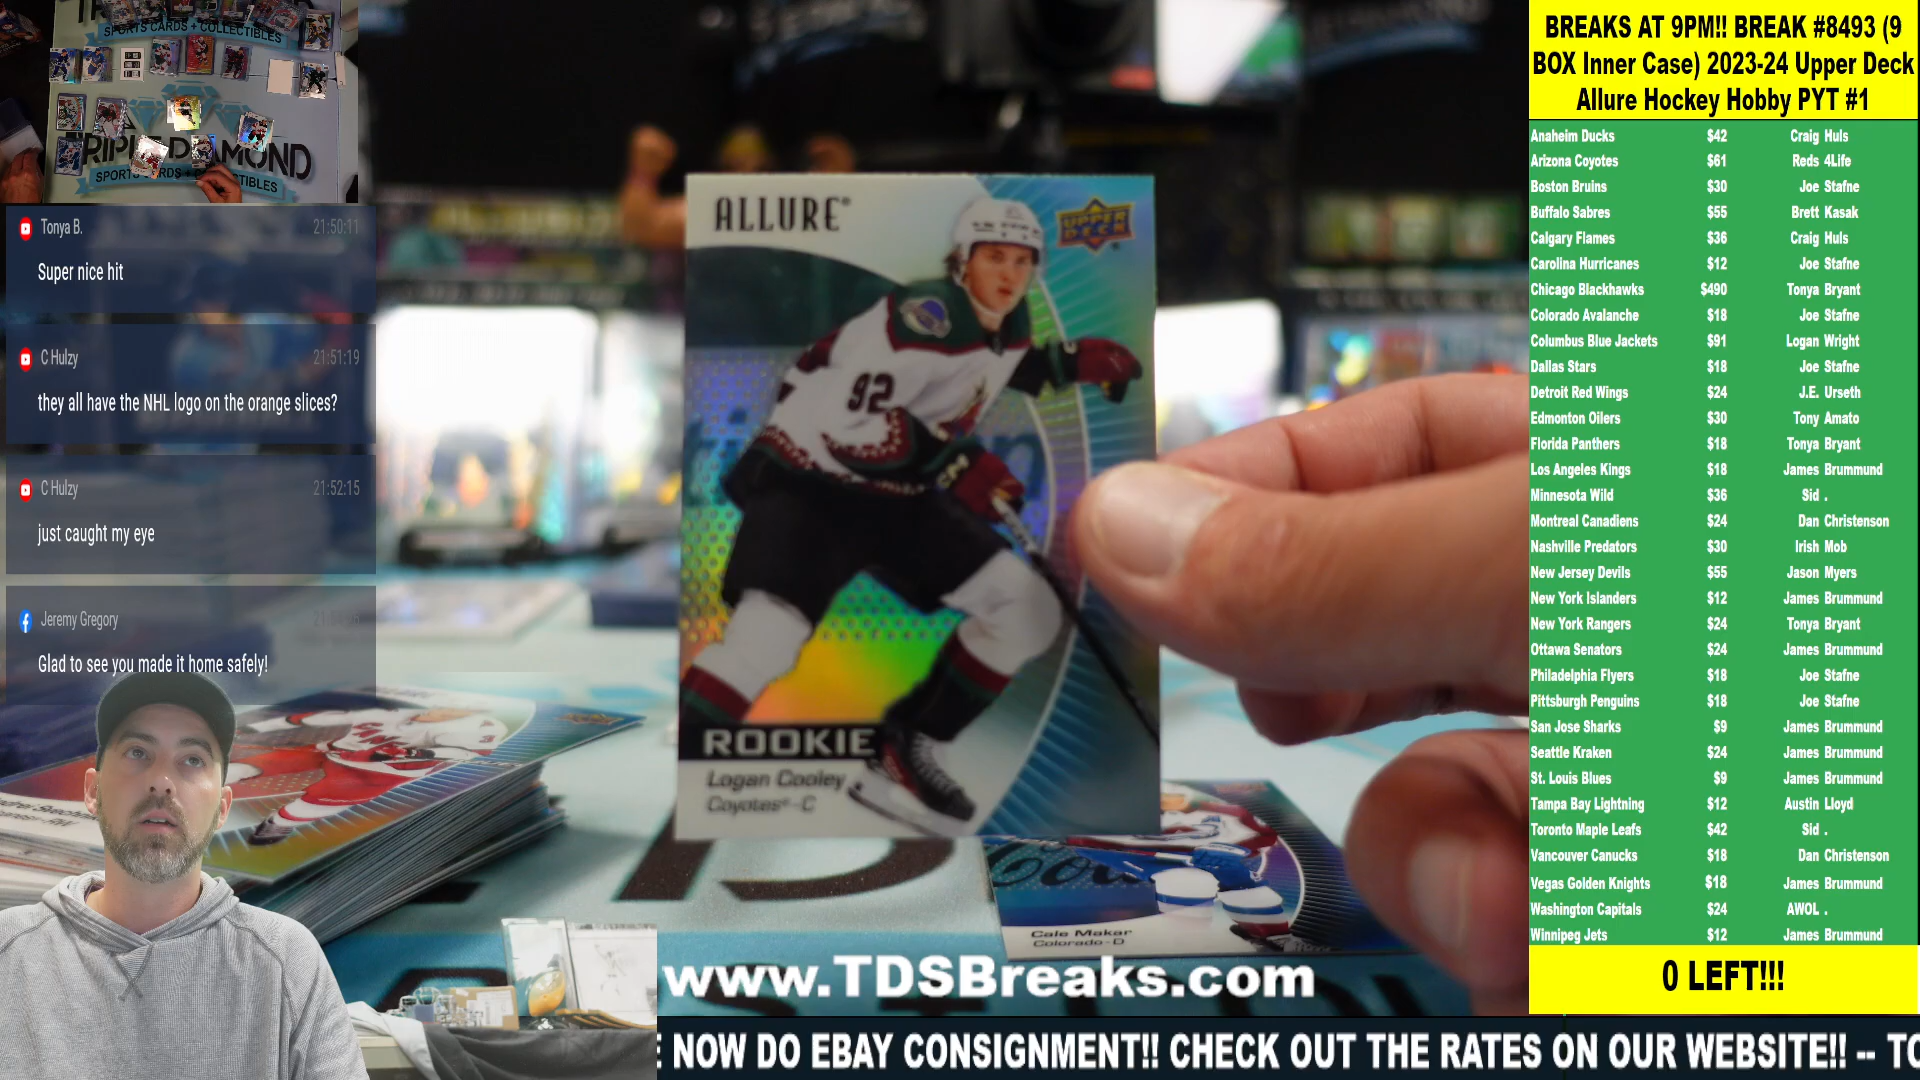 SPORTS CARDS + COLLECTIBLES
TRIPLE DIAMOND
SPORTS CARDS + COLLECTIBLES
Tonya B.
21:50:11
Super nice hit
C Hulzy
21:51:19
they all have the NHL logo on the orange slices?
C Hulzy
21:52:15
just caught my eye
Jeremy Gregory
Glad to see you made it home safely!
ALLURE
UPPER DECK
92
ROOKIE
Logan Cooley
Coyotes - C
Cale Makar
Colorado - D
www.TDSBreaks.com
NOW DO EBAY CONSIGNMENT!! CHECK OUT THE RATES ON OUR WEBSITE!! --
BREAKS AT 9PM!! BREAK #8493 (9
BOX Inner Case) 2023-24 Upper Deck
Allure Hockey Hobby PYT #1
Anaheim Ducks $42 Craig Huls
Arizona Coyotes $61 Reds 4Life
Boston Bruins $30 Joe Stafne
Buffalo Sabres $55 Brett Kasak
Calgary Flames $36 Craig Huls
Carolina Hurricanes $12 Joe Stafne
Chicago Blackhawks $490 Tonya Bryant
Colorado Avalanche $18 Joe Stafne
Columbus Blue Jackets $91 Logan Wright
Dallas Stars $18 Joe Stafne
Detroit Red Wings $24 J.E. Urseth
Edmonton Oilers $30 Tony Amato
Florida Panthers $18 Tonya Bryant
Los Angeles Kings $18 James Brummund
Minnesota Wild $36 Sid .
Montreal Canadiens $24 Dan Christenson
Nashville Predators $30 Irish Mob
New Jersey Devils $55 Jason Myers
New York Islanders $12 James Brummund
New York Rangers $24 Tonya Bryant
Ottawa Senators $24 James Brummund
Philadelphia Flyers $18 Joe Stafne
Pittsburgh Penguins $18 Joe Stafne
San Jose Sharks $9 James Brummund
Seattle Kraken $24 James Brummund
St. Louis Blues $9 James Brummund
Tampa Bay Lightning $12 Austin Lloyd
Toronto Maple Leafs $42 Sid .
Vancouver Canucks $18 Dan Christenson
Vegas Golden Knights $18 James Brummund
Washington Capitals $24 AWOL .
Winnipeg Jets $12 James Brummund
0 LEFT!!!